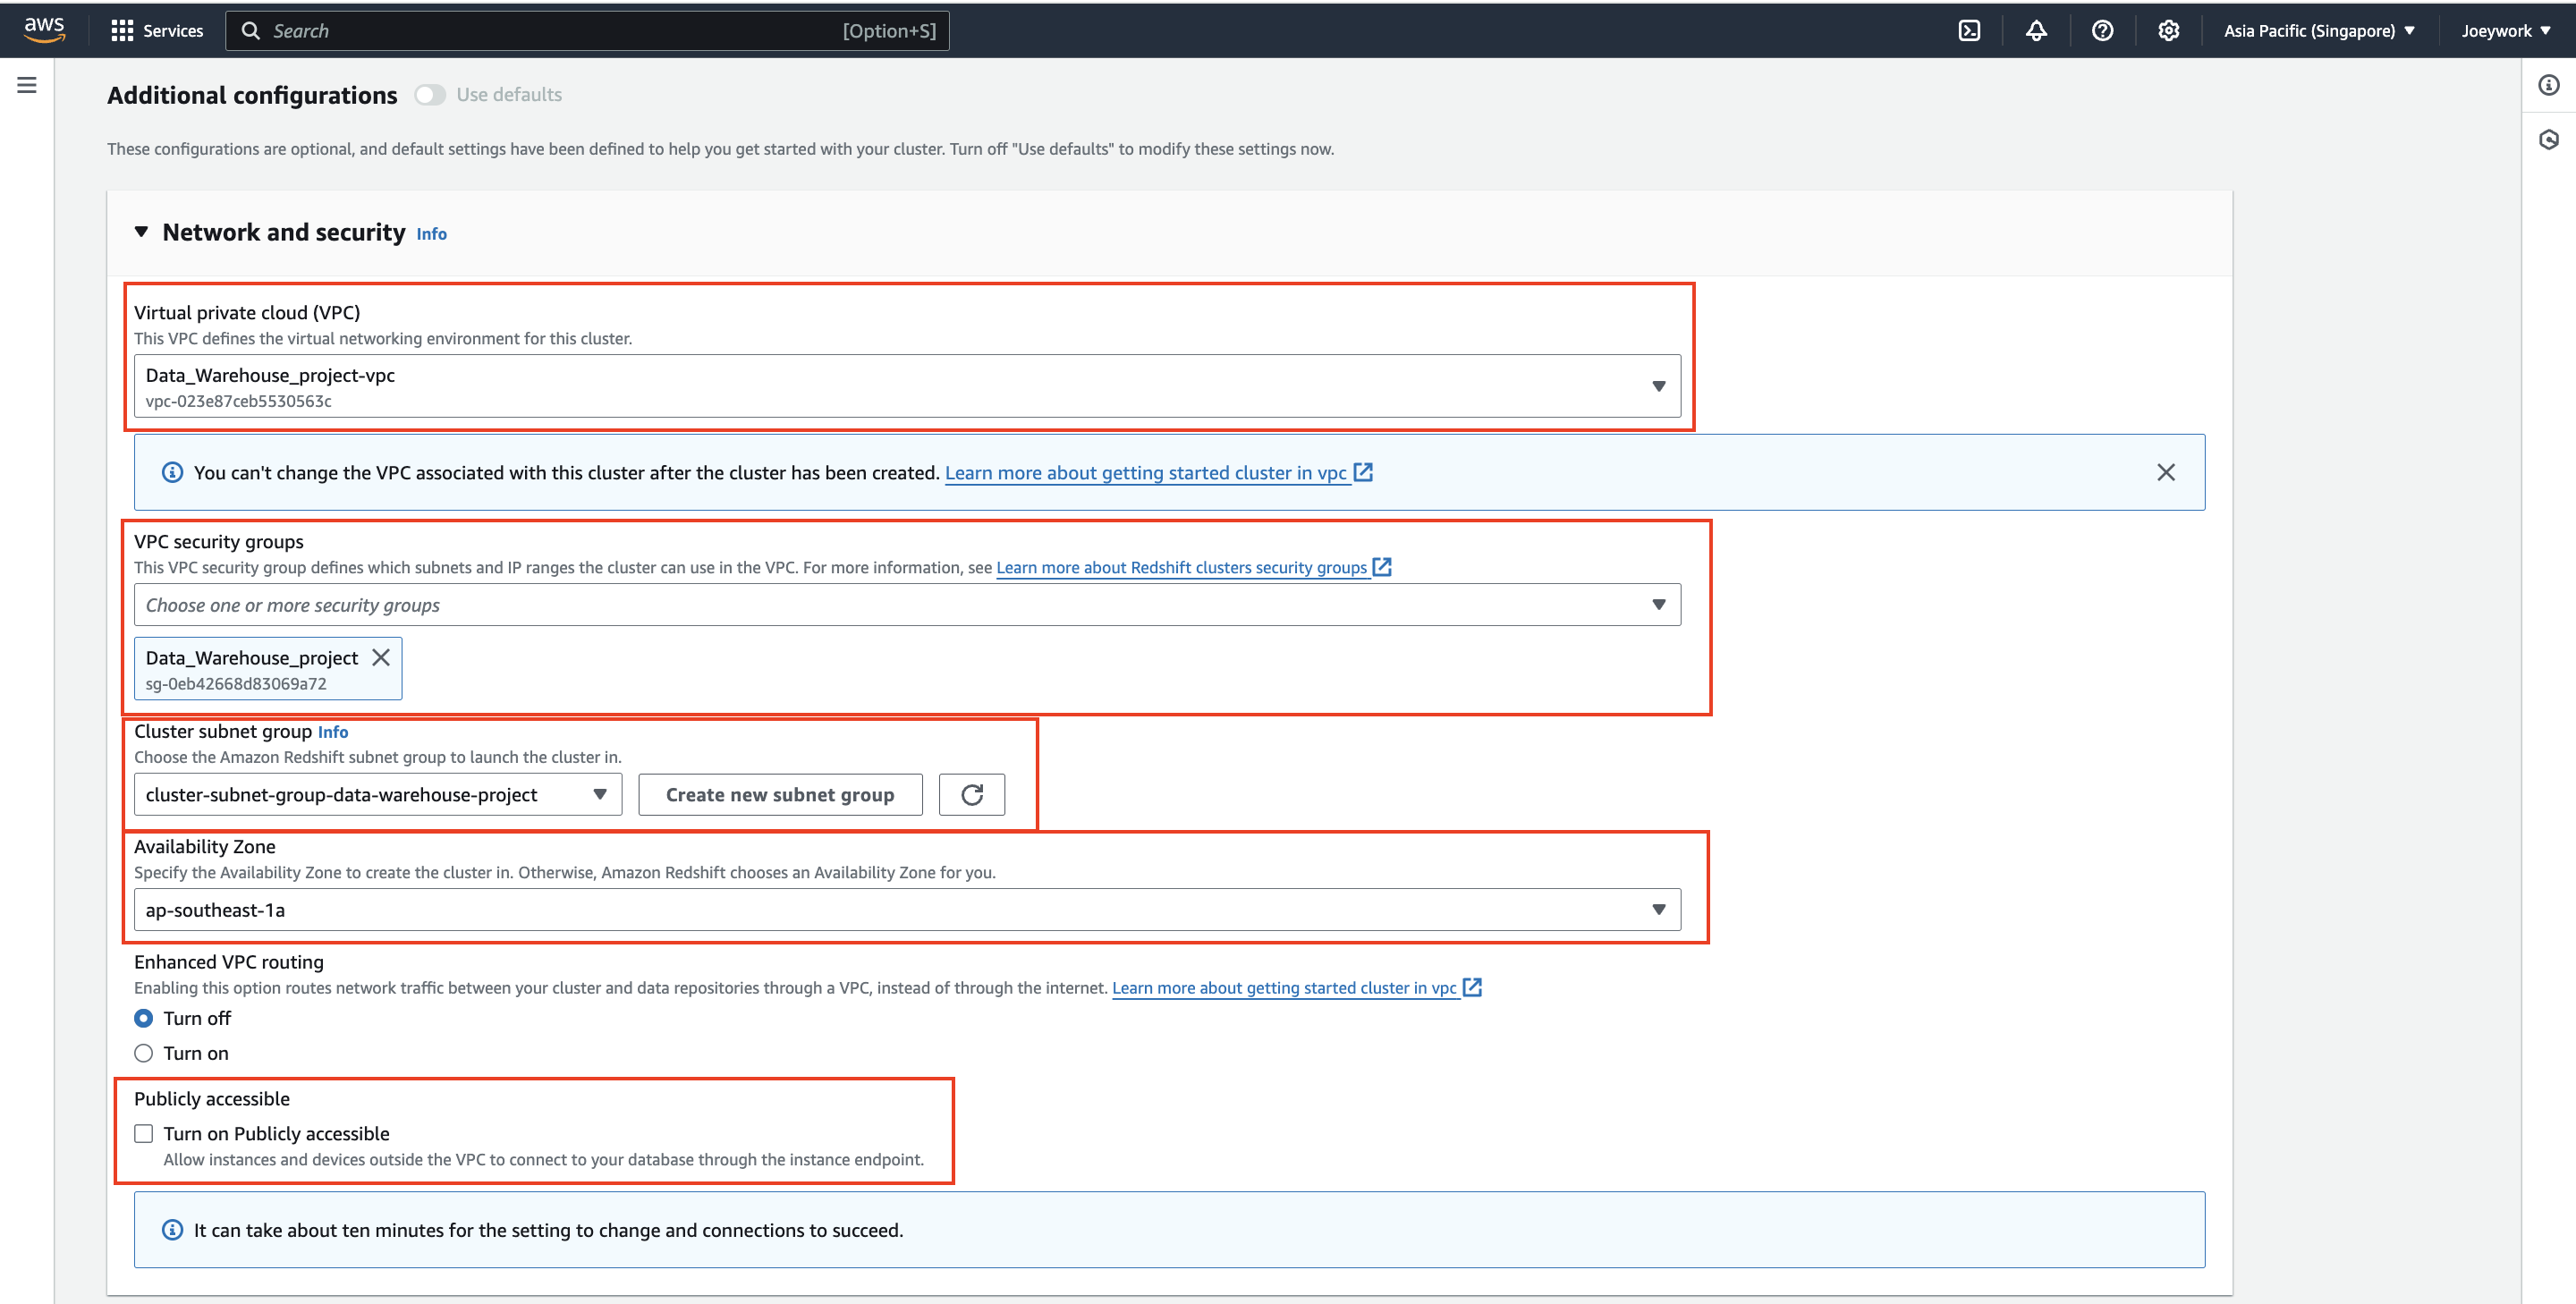 aws
Services
Search [Option+S]
Asia Pacific (Singapore)
Joeywork
Additional configurations
Use defaults
These configurations are optional, and default settings have been defined to help you get started with your cluster. Turn off "Use defaults" to modify these settings now.
Network and security Info
Virtual private cloud (VPC)
This VPC defines the virtual networking environment for this cluster.
Data_Warehouse_project-vpc
vpc-023e87ceb5530563c
You can't change the VPC associated with this cluster after the cluster has been created. Learn more about getting started cluster in vpc
VPC security groups
This VPC security group defines which subnets and IP ranges the cluster can use in the VPC. For more information, see Learn more about Redshift clusters security groups
Choose one or more security groups
Data_Warehouse_project
sg-0eb42668d83069a72
Cluster subnet group Info
Choose the Amazon Redshift subnet group to launch the cluster in.
cluster-subnet-group-data-warehouse-project
Create new subnet group
Availability Zone
Specify the Availability Zone to create the cluster in. Otherwise, Amazon Redshift chooses an Availability Zone for you.
ap-southeast-1a
Enhanced VPC routing
Enabling this option routes network traffic between your cluster and data repositories through a VPC, instead of through the internet. Learn more about getting started cluster in vpc
Turn off
Turn on
Publicly accessible
Turn on Publicly accessible
Allow instances and devices outside the VPC to connect to your database through the instance endpoint.
It can take about ten minutes for the setting to change and connections to succeed.